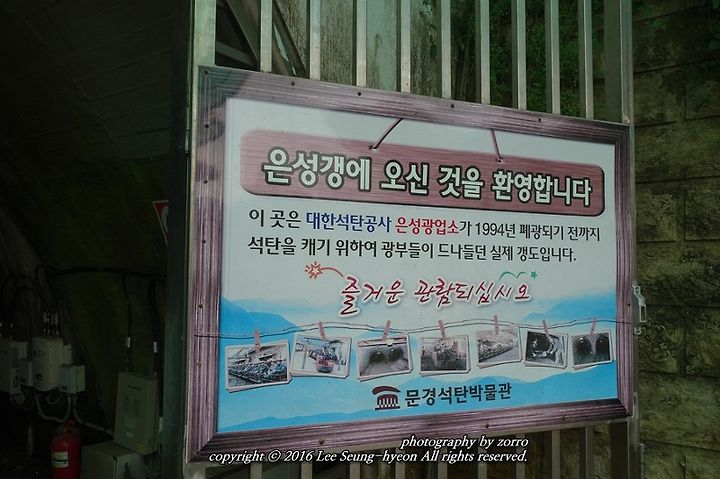 은성갱에 오신 것을 환영합니다
이 곳은 대한석탄공사 은성광업소가 1994년 폐광되기 전까지
석탄을 캐기 위하여 광부들이 드나들던 실제 갱도입니다.
즐거운 관람되십시오
문경석탄박물관
photography by zorro
copyright © 2016 Lee Seung-hyeon All rights reserved.